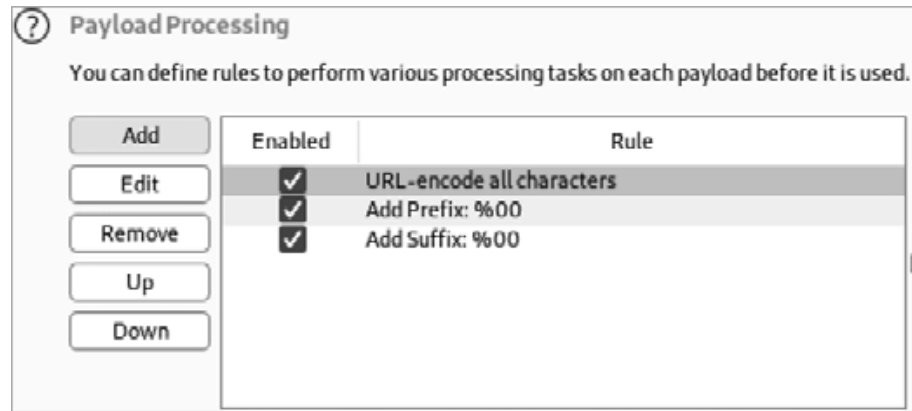 Payload Processing
You can define rules to perform various processing tasks on each payload before it is used.
Add
Enabled Rule
Edit
URL-encode all characters
Add Prefix: %00
Remove
Add Suffix: %00
Up
Down